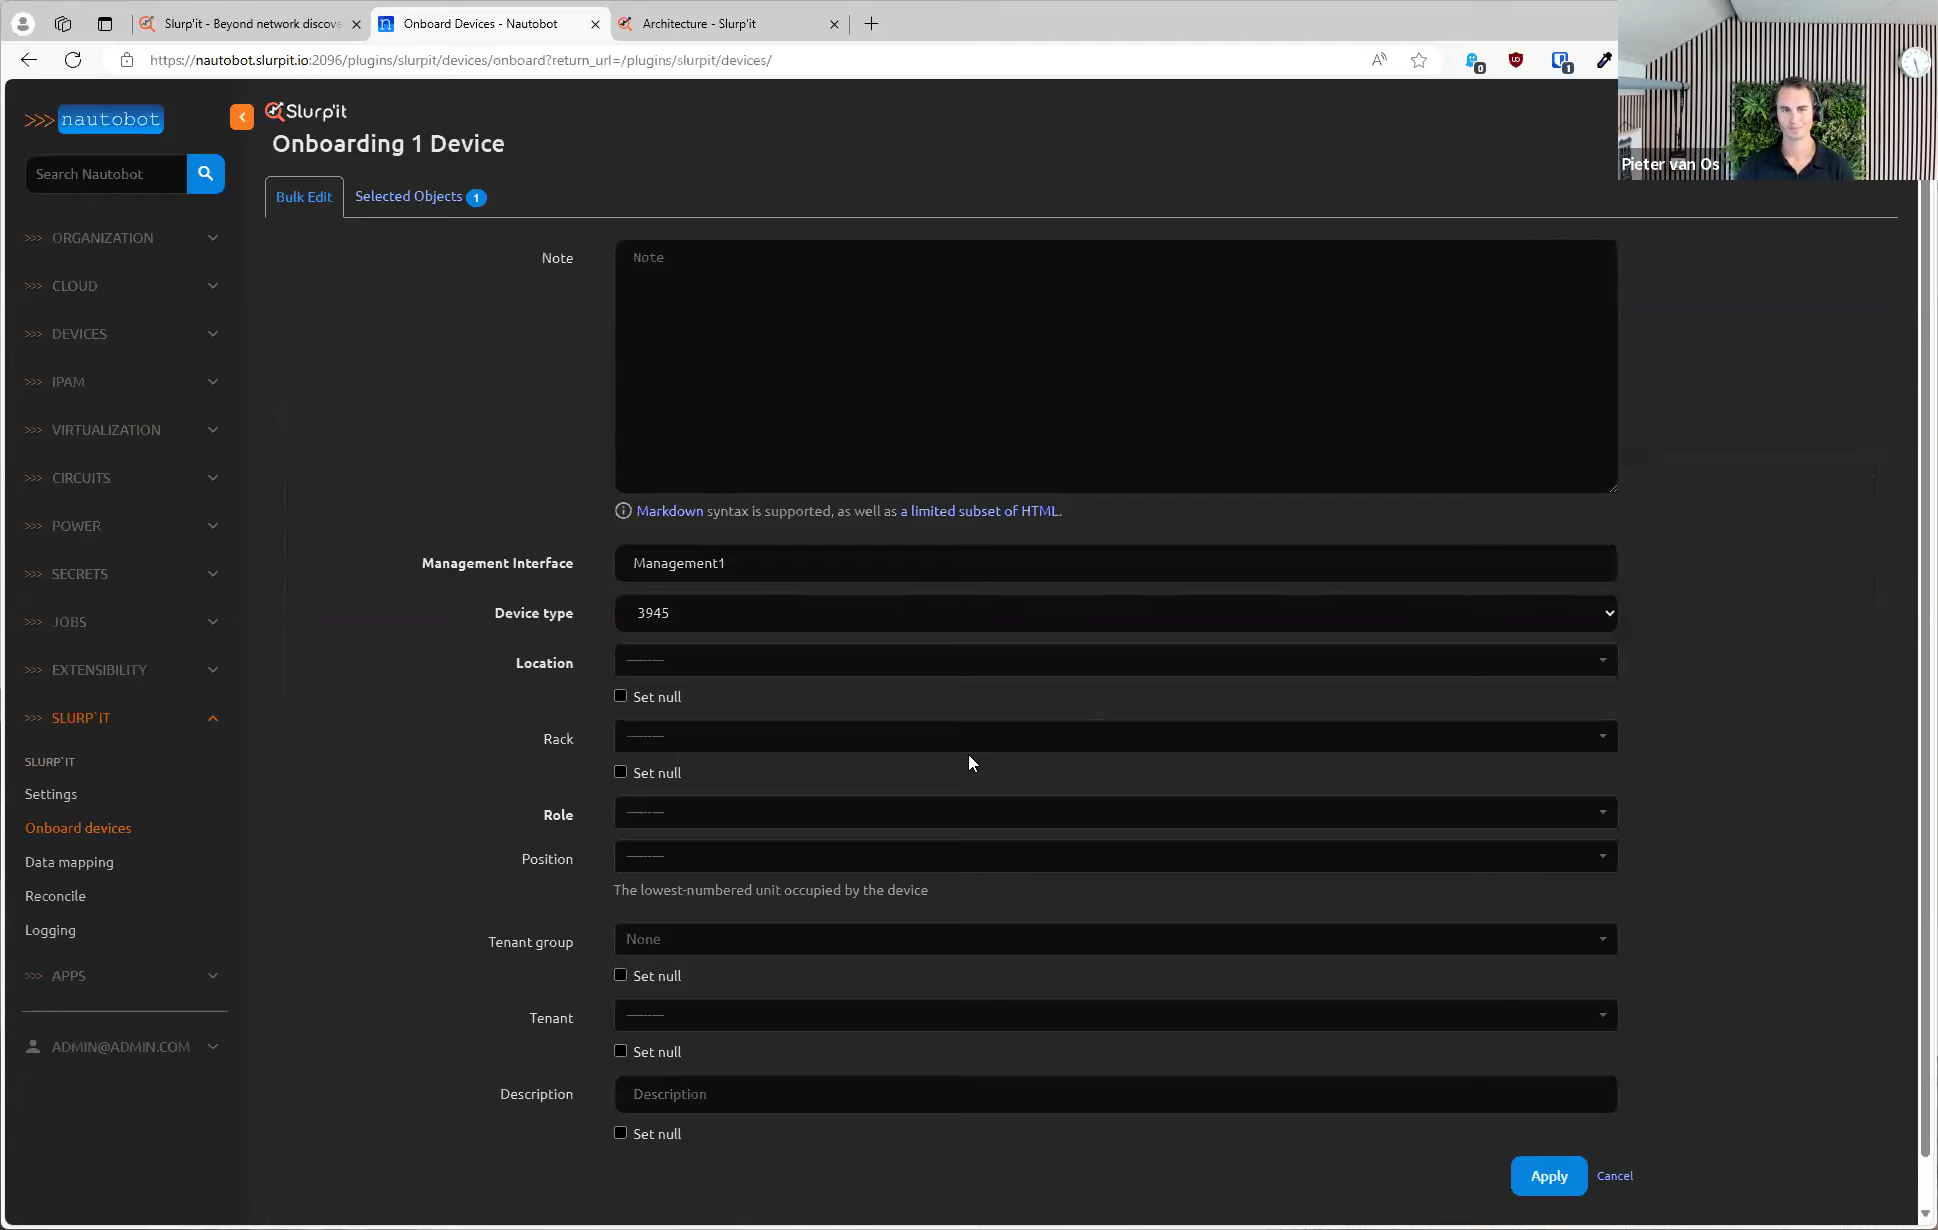 Slurp'it - Beyond network discove
Onboard Devices - Nautobot
Architecture - Slurp'it
https://nautobot.slurpit.io:2096/plugins/slurpit/devices/onboard?return_url=/plugins/slurpit/devices/
0
1
Pieter van Os
nautobot
Search Nautobot
ORGANIZATION
CLOUD
DEVICES
IPAM
VIRTUALIZATION
CIRCUITS
POWER
SECRETS
JOBS
EXTENSIBILITY
SLURP`IT
SLURP`IT
Settings
Onboard devices
Data mapping
Reconcile
Logging
APPS
ADMIN@ADMIN.COM
Slurp'it
Onboarding 1 Device
Bulk Edit
Selected Objects 1
Note
Note
Markdown syntax is supported, as well as a limited subset of HTML.
Management Interface
Management1
Device type
3945
Location
---------
Set null
Rack
---------
Set null
Role
---------
Position
---------
The lowest-numbered unit occupied by the device
Tenant group
None
Set null
Tenant
---------
Set null
Description
Description
Set null
Apply
Cancel